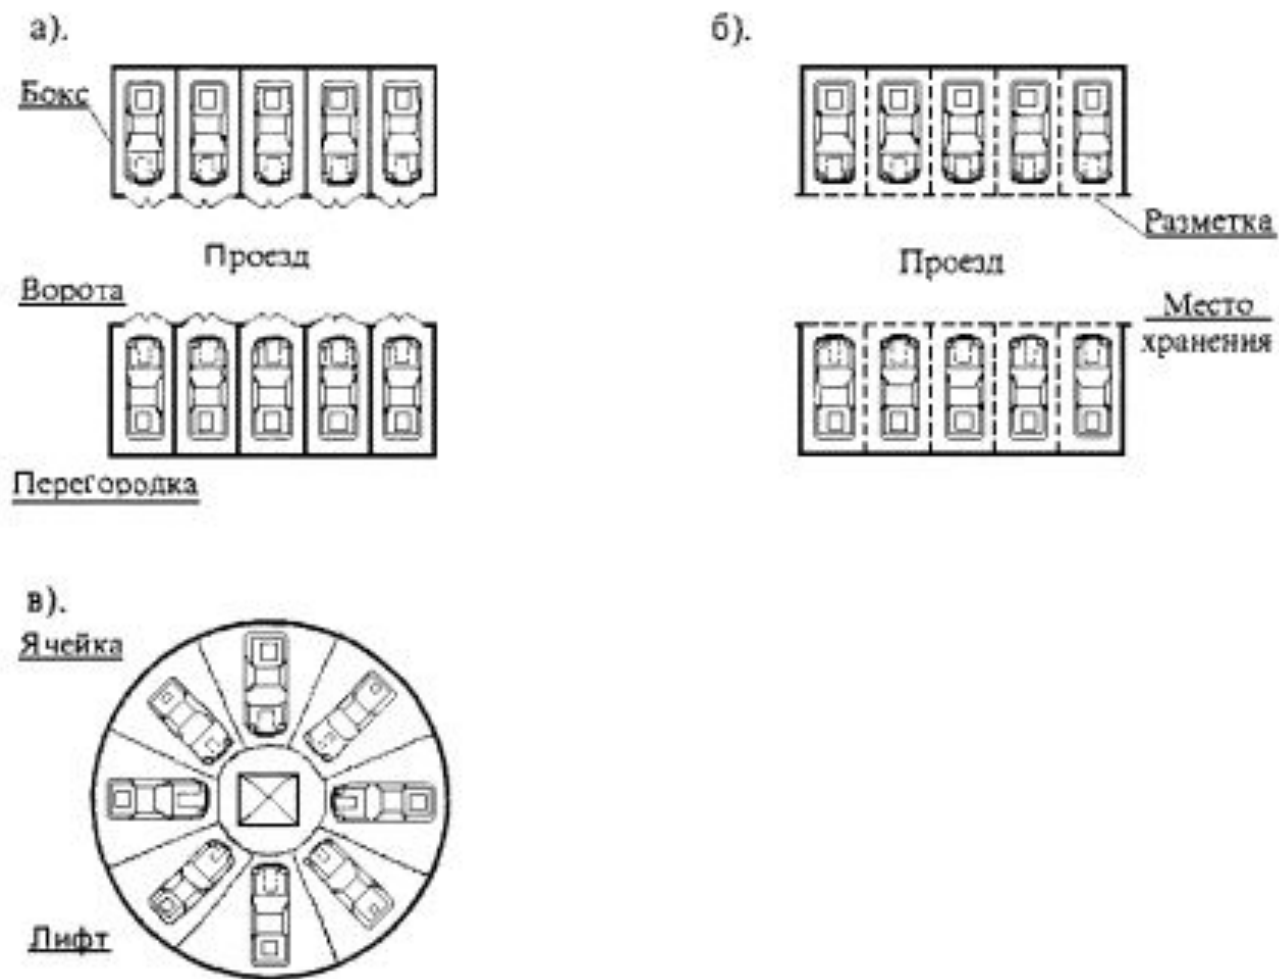 а).
Бокс
Проезд
Ворота
Перегородка
б).
Разметка
Проезд
Место
хранения
в).
Ячейка
Лифт